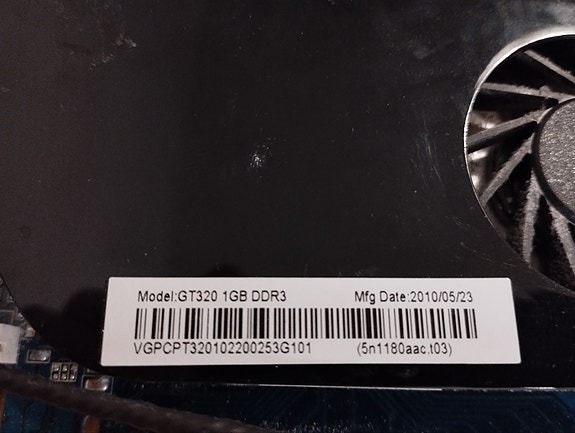 Model:GT320 1GB DDR3 Mfg Date:2010/05/23
VGPCPT320102200253G101 (5n1180aac.t03)